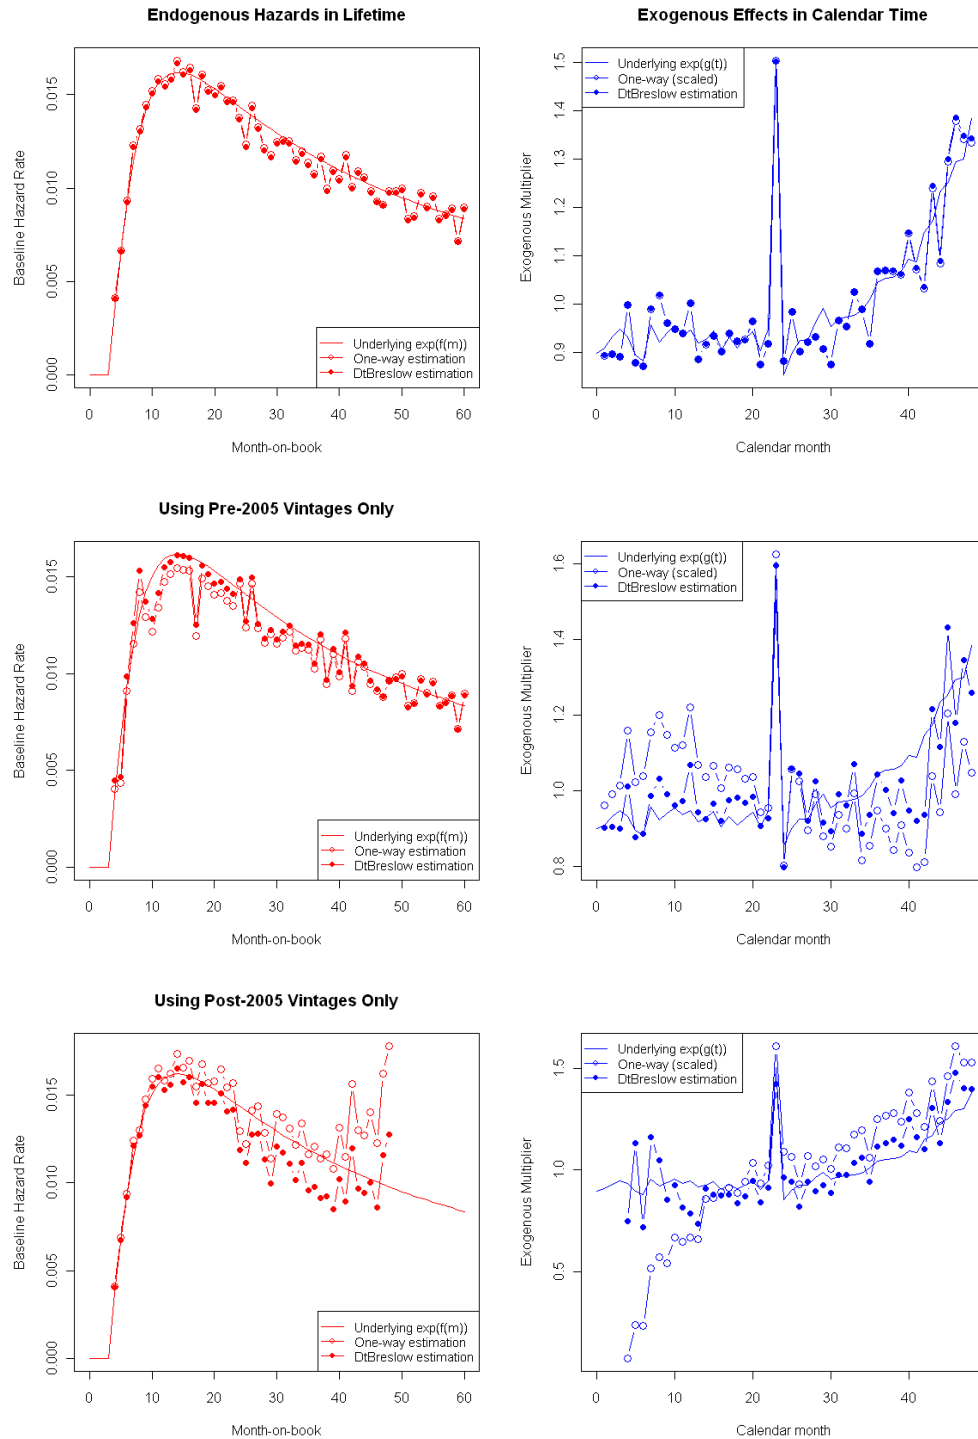 Endogenous Hazards in Lifetime
Baseline Hazard Rate
0.015
0.010
0.005
0.000
Underlying exp(f(m))
One-way estimation
DtBreslow estimation
0 10 20 30 40 50 60
Month-on-book
Exogenous Effects in Calendar Time
Exogenous Multiplier
1.5
1.4
1.3
1.2
1.1
1.0
0.9
Underlying exp(g(t))
One-way (scaled)
DtBreslow estimation
0 10 20 30 40
Calendar month
Using Pre-2005 Vintages Only
Baseline Hazard Rate
0.015
0.010
0.005
0.000
Underlying exp(f(m))
One-way estimation
DtBreslow estimation
0 10 20 30 40 50 60
Month-on-book
Exogenous Multiplier
1.6
1.4
1.2
1.0
0.8
Underlying exp(g(t))
One-way (scaled)
DtBreslow estimation
0 10 20 30 40
Calendar month
Using Post-2005 Vintages Only
Baseline Hazard Rate
0.015
0.010
0.005
0.000
Underlying exp(f(m))
One-way estimation
DtBreslow estimation
0 10 20 30 40 50 60
Month-on-book
Exogenous Multiplier
1.5
1.0
0.5
Underlying exp(g(t))
One-way (scaled)
DtBreslow estimation
0 10 20 30 40
Calendar month